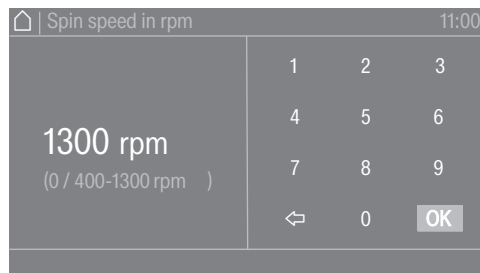 | Spin speed in rpm 11:00
1 2 3
4 5 6
1300 rpm
(0 / 400-1300 rpm )
7 8 9
0 OK